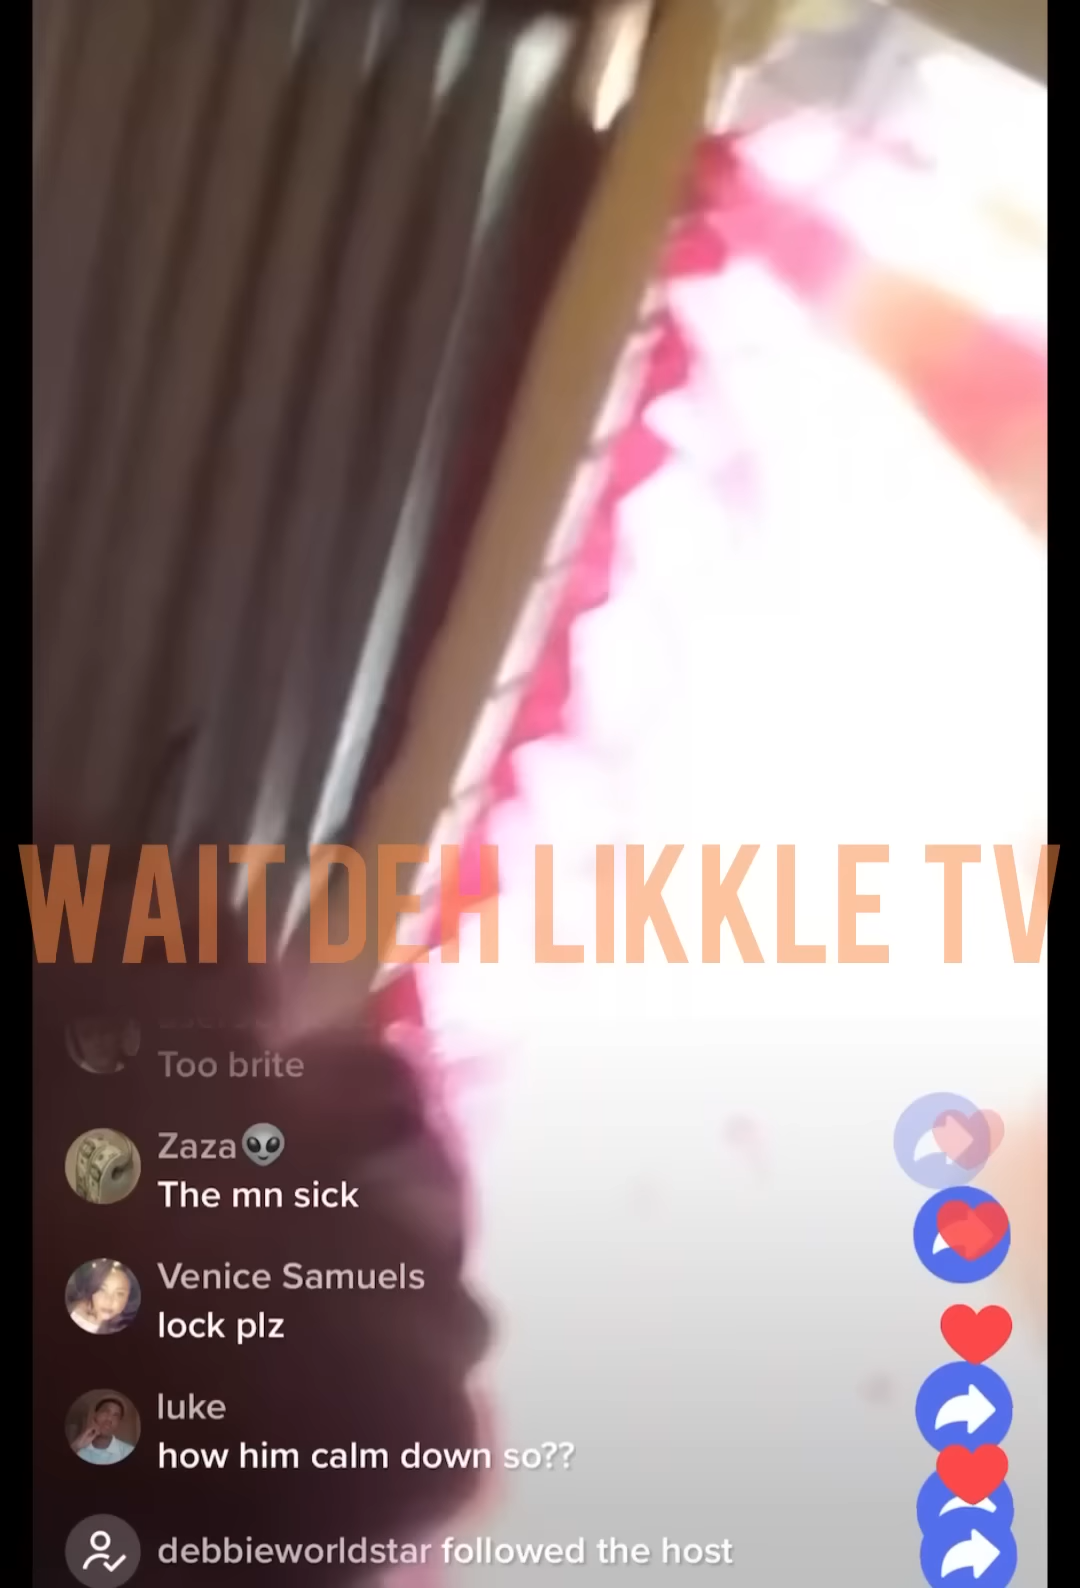 WAIT DEH LIKKLE TV
Too brite
Zaza👽
The mn sick
Venice Samuels
lock plz
luke
how him calm down so??
debbieworldstar followed the host